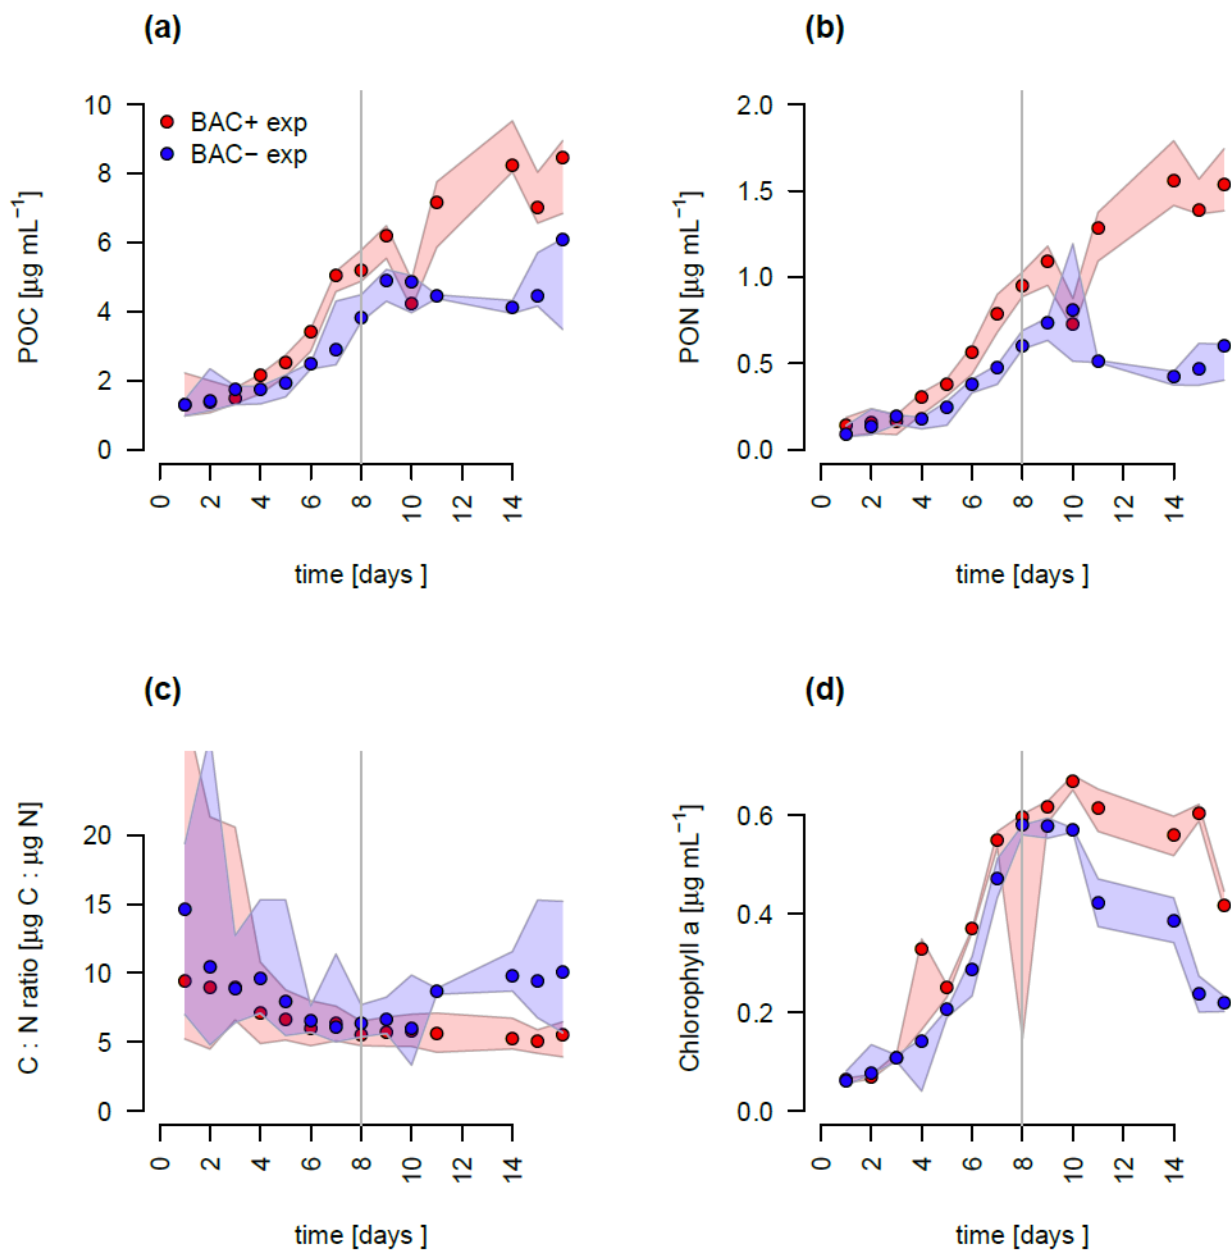 (a)
POC [µg mL⁻¹]
10
8
6
4
2
0
BAC+ exp
BAC− exp
0 2 4 6 8 10 12 14
time [days ]
(b)
PON [µg mL⁻¹]
2.0
1.5
1.0
0.5
0.0
0 2 4 6 8 10 12 14
time [days ]
(c)
C : N ratio [µg C : µg N]
20
15
10
5
0
0 2 4 6 8 10 12 14
time [days ]
(d)
Chlorophyll a [µg mL⁻¹]
0.6
0.4
0.2
0.0
0 2 4 6 8 10 12 14
time [days ]